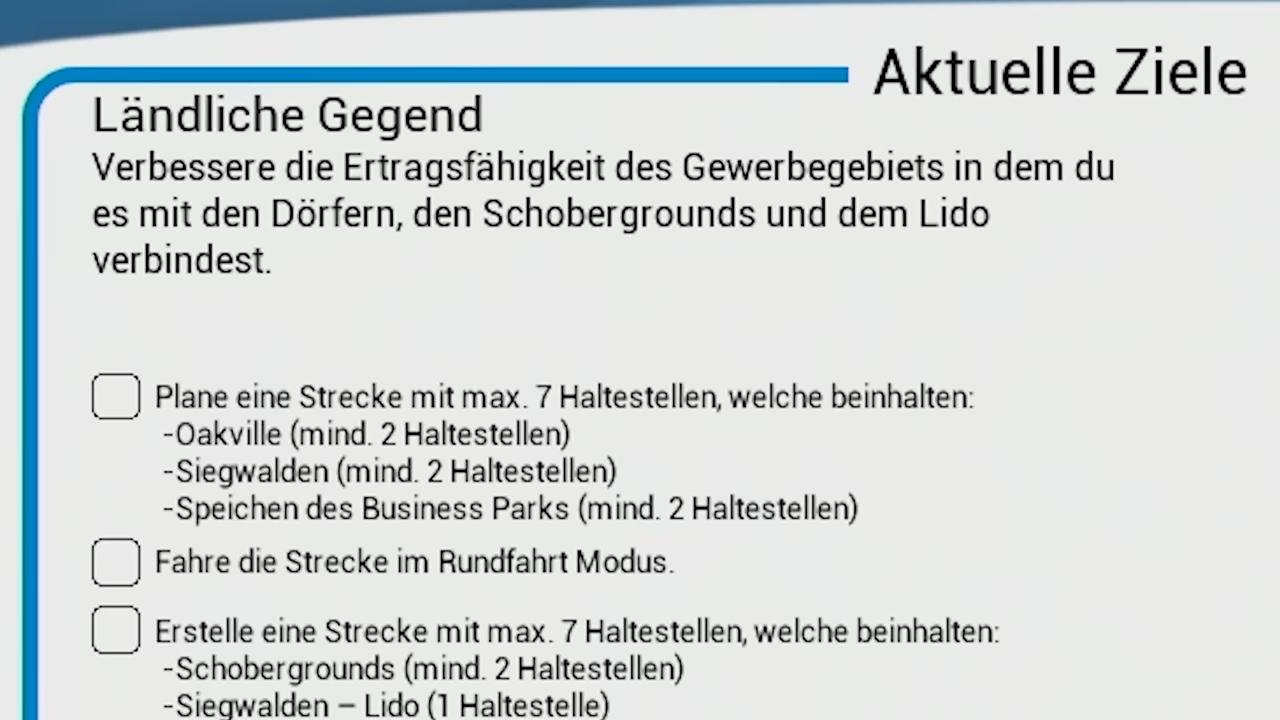 Aktuelle Ziele
Ländliche Gegend
Verbessere die Ertragsfähigkeit des Gewerbegebiets in dem du
es mit den Dörfern, den Schobergrounds und dem Lido
verbindest.
Plane eine Strecke mit max. 7 Haltestellen, welche beinhalten:
-Oakville (mind. 2 Haltestellen)
-Siegwalden (mind. 2 Haltestellen)
-Speichen des Business Parks (mind. 2 Haltestellen)
Fahre die Strecke im Rundfahrt Modus.
Erstelle eine Strecke mit max. 7 Haltestellen, welche beinhalten:
-Schobergrounds (mind. 2 Haltestellen)
-Siegwalden – Lido (1 Haltestelle)